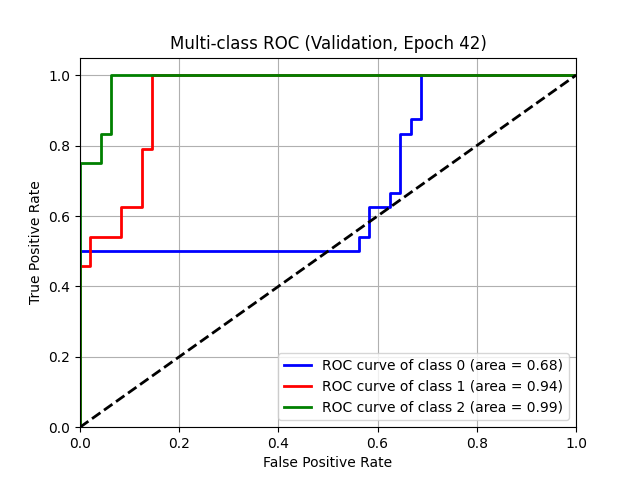 Multi-class ROC (Validation, Epoch 42)
True Positive Rate
1.0
0.8
0.6
0.4
0.2
0.0
ROC curve of class 0 (area = 0.68)
ROC curve of class 1 (area = 0.94)
ROC curve of class 2 (area = 0.99)
0.0 0.2 0.4 0.6 0.8 1.0
False Positive Rate